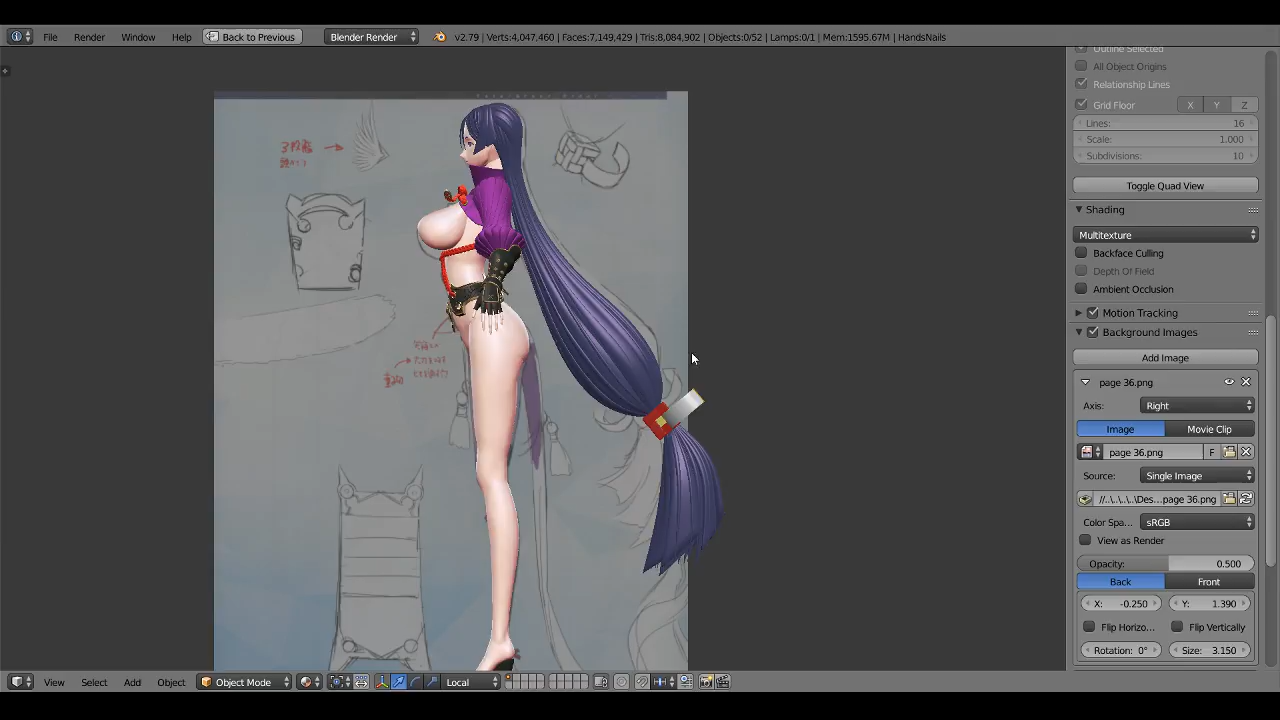 File Render Window Help Back to Previous Blender Render v2.79 | Verts:4,047,460 | Faces:7,149,429 | Tris:8,084,902 | Objects:0/52 | Lamps:0/1 | Mem:1595.67M | HandsNails
Outline Selected
All Object Origins
Relationship Lines
Grid Floor X Y Z
Lines: 16
Scale: 1.000
Subdivisions: 10
Toggle Quad View
Shading
Multitexture
Backface Culling
Depth Of Field
Ambient Occlusion
Motion Tracking
Background Images
Add Image
page 36.png
Axis: Right
Image Movie Clip
page 36.png F
Source: Single Image
//..\..\..\..\Des...page 36.png
Color Spa... sRGB
View as Render
Opacity: 0.500
Back Front
X: -0.250 Y: 1.390
Flip Horizo... Flip Vertically
Rotation: 0° Size: 3.150
View Select Add Object Object Mode Local